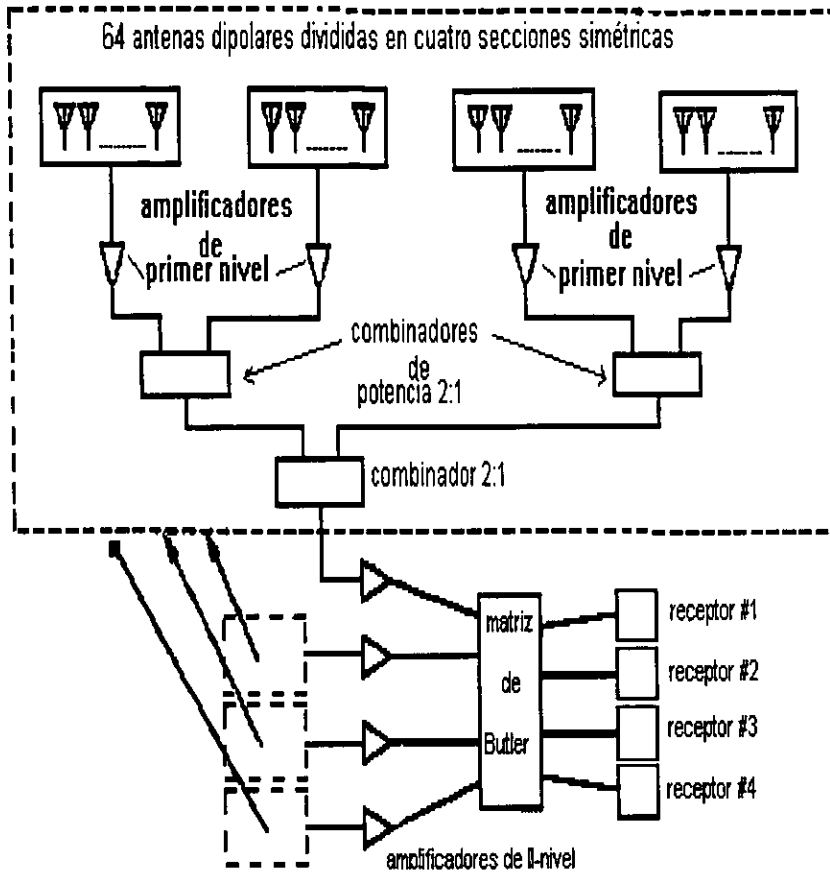 64 antenas dipolares divididas en cuatro secciones simétricas
amplificadores
de
primer nivel
amplificadores
de
primer nivel
combinadores
de
potencia 2:1
combinador 2:1
matriz
de
Butler
receptor #1
receptor #2
receptor #3
receptor #4
amplificadores de II-nivel